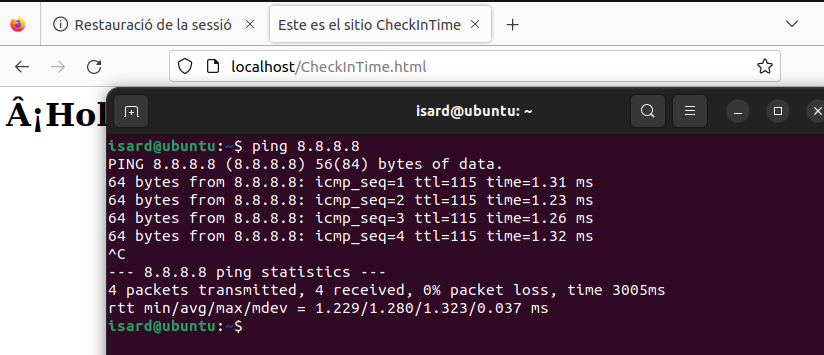 Restauració de la sessió
Este es el sitio CheckInTime
localhost/CheckInTime.html
Â¡Hol
isard@ubuntu: ~
isard@ubuntu:~$ ping 8.8.8.8
PING 8.8.8.8 (8.8.8.8) 56(84) bytes of data.
64 bytes from 8.8.8.8: icmp_seq=1 ttl=115 time=1.31 ms
64 bytes from 8.8.8.8: icmp_seq=2 ttl=115 time=1.23 ms
64 bytes from 8.8.8.8: icmp_seq=3 ttl=115 time=1.26 ms
64 bytes from 8.8.8.8: icmp_seq=4 ttl=115 time=1.32 ms
^C
--- 8.8.8.8 ping statistics ---
4 packets transmitted, 4 received, 0% packet loss, time 3005ms
rtt min/avg/max/mdev = 1.229/1.280/1.323/0.037 ms
isard@ubuntu:~$